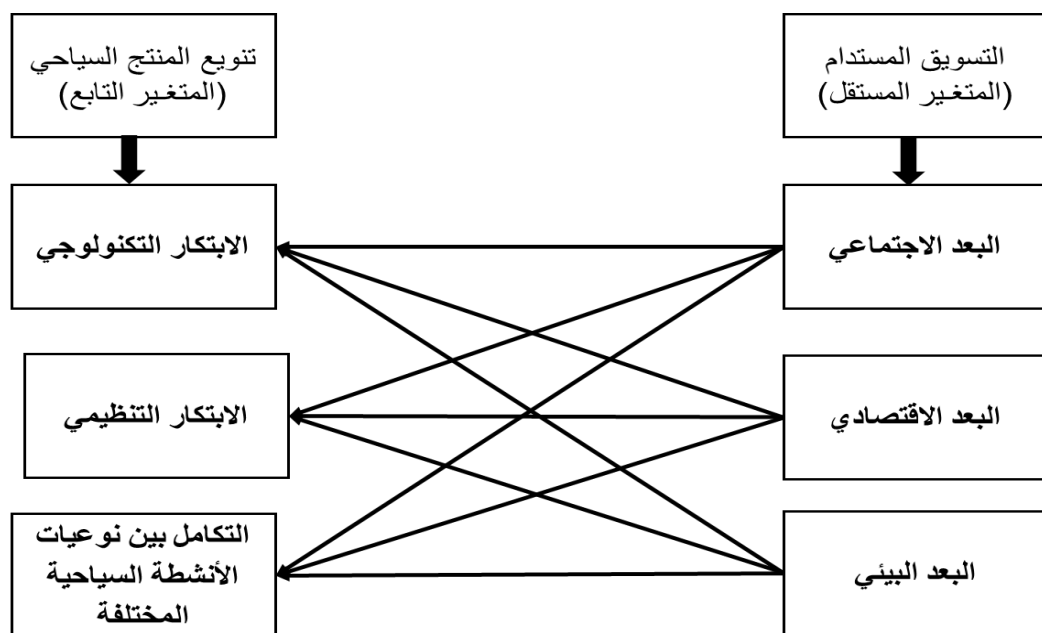 التسويق المستدام
(المتغير المستقل)
تنويع المنتج السياحي
(المتغير التابع)
البعد الاجتماعي
الابتكار التكنولوجي
البعد الاقتصادي
الابتكار التنظيمي
البعد البيئي
التكامل بين نوعيات
الأنشطة السياحية
المختلفة